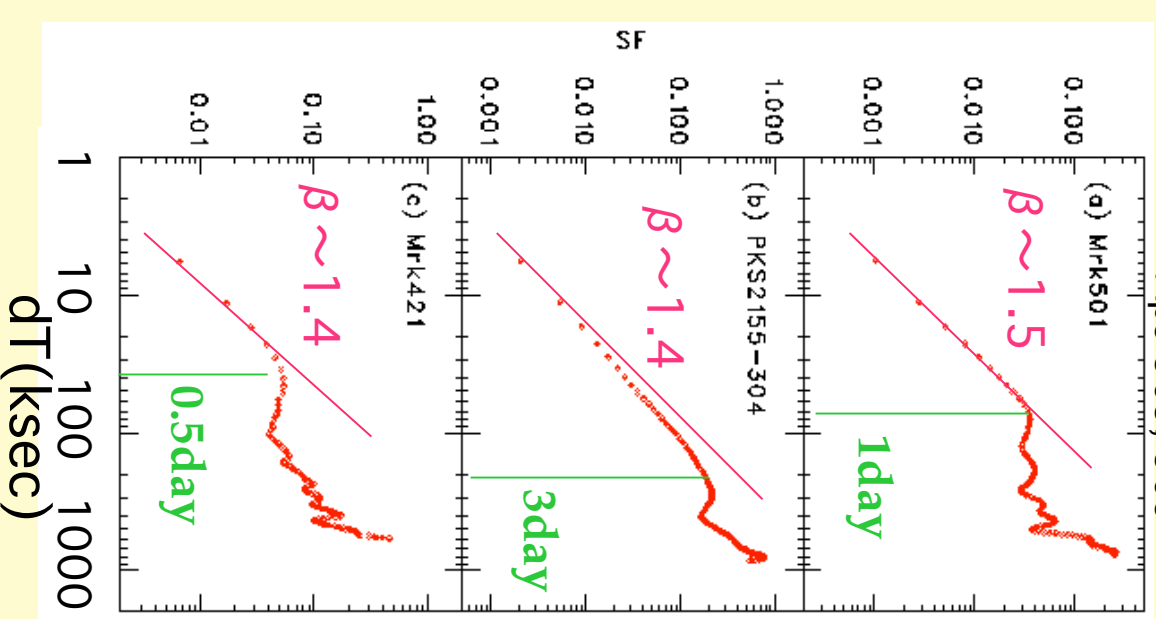 (a) Mrk501
0.100
β ~1.5
0.010
0.001
1day
(b) PKS2155-304
1.000
0.100
β ~1.4
0.010
0.001
3day
SF
(c) Mrk421
1.00
0.10
β ~1.4
0.01
0.5day
1 10 100 1000
dT(ksec)